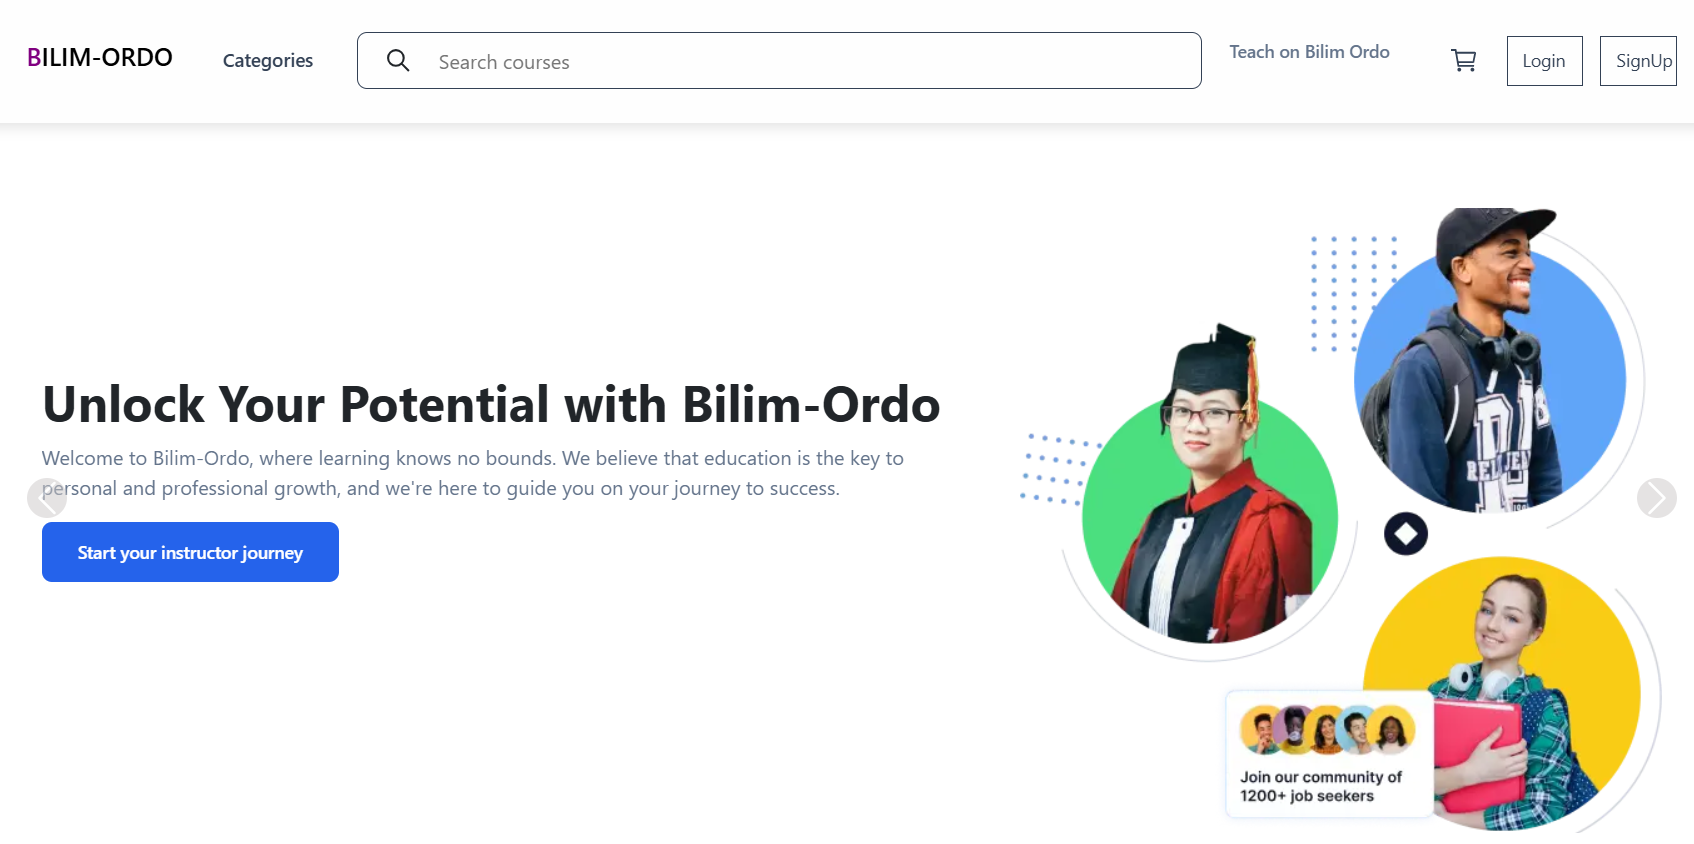 BILIM-ORDO
Categories
Search courses
Teach on Bilim Ordo
Login
SignUp
Unlock Your Potential with Bilim-Ordo
Welcome to Bilim-Ordo, where learning knows no bounds. We believe that education is the key to
personal and professional growth, and we're here to guide you on your journey to success.
Start your instructor journey
Join our community of
1200+ job seekers